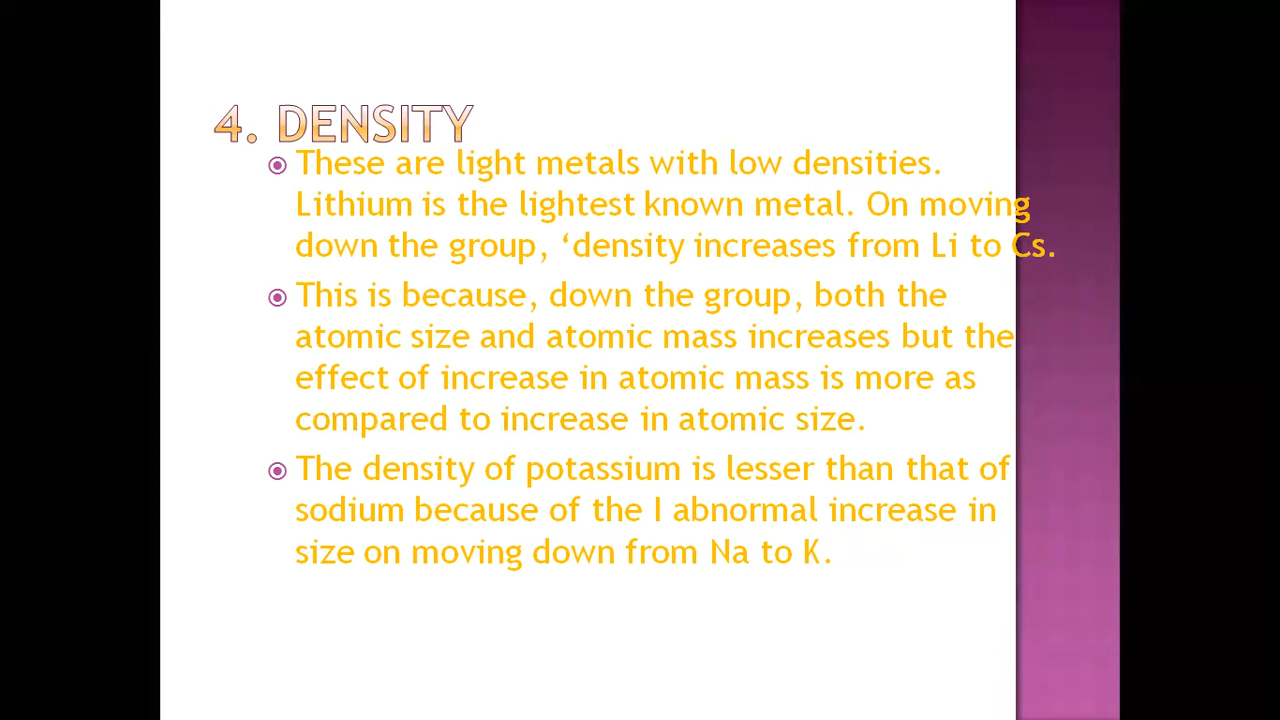 4. DENSITY
These are light metals with low densities.
Lithium is the lightest known metal. On moving
down the group, ‘density increases from Li to Cs.
This is because, down the group, both the
atomic size and atomic mass increases but the
effect of increase in atomic mass is more as
compared to increase in atomic size.
The density of potassium is lesser than that of
sodium because of the I abnormal increase in
size on moving down from Na to K.